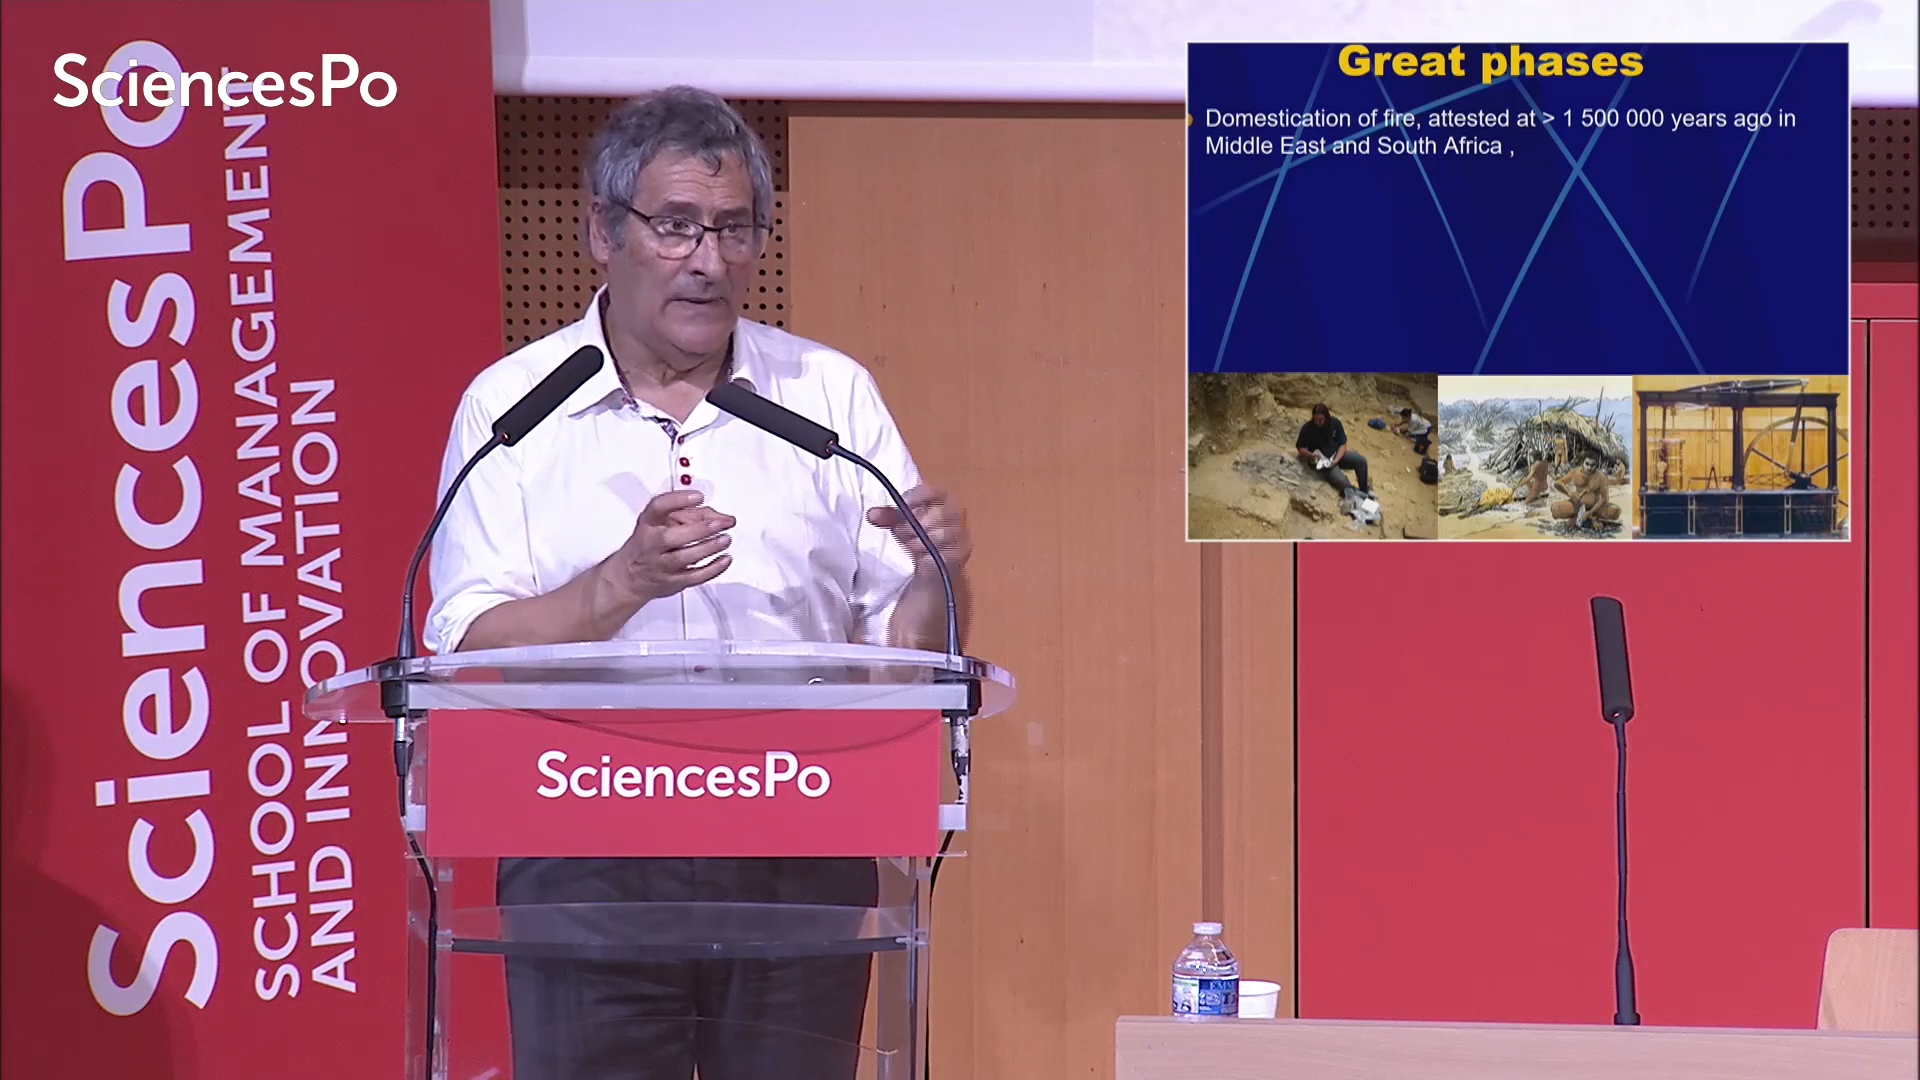 SciencesPo
SciencesPo
SCHOOL OF MANAGEMENT
AND INNOVATION
Great phases
Domestication of fire, attested at > 1 500 000 years ago in
Middle East and South Africa ,
SciencesPo